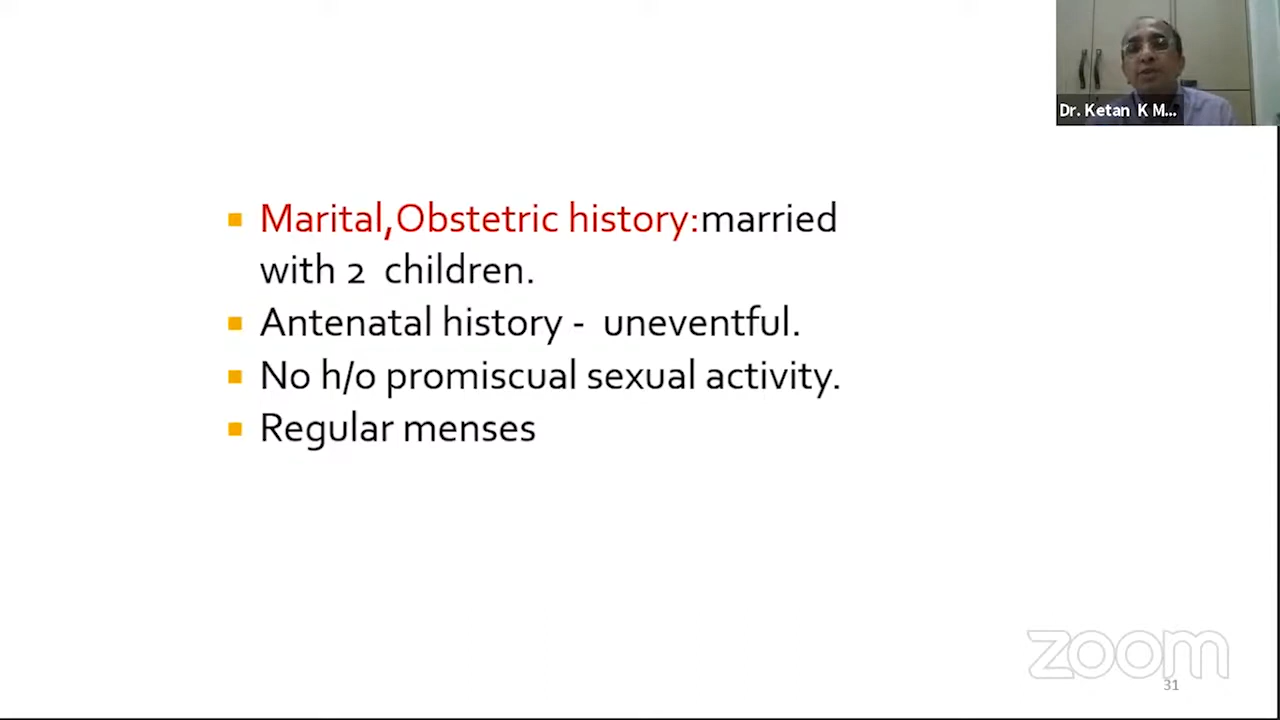 Dr. Ketan K M...
Marital,Obstetric history:married
with 2 children.
Antenatal history - uneventful.
No h/o promiscual sexual activity.
Regular menses
zoom
31